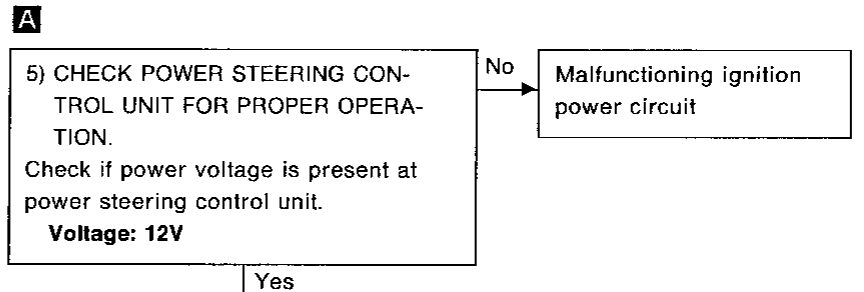 A
5) CHECK POWER STEERING CON-
TROL UNIT FOR PROPER OPERA-
TION.
Check if power voltage is present at
power steering control unit.
Voltage: 12V
No
Malfunctioning ignition
power circuit
Yes